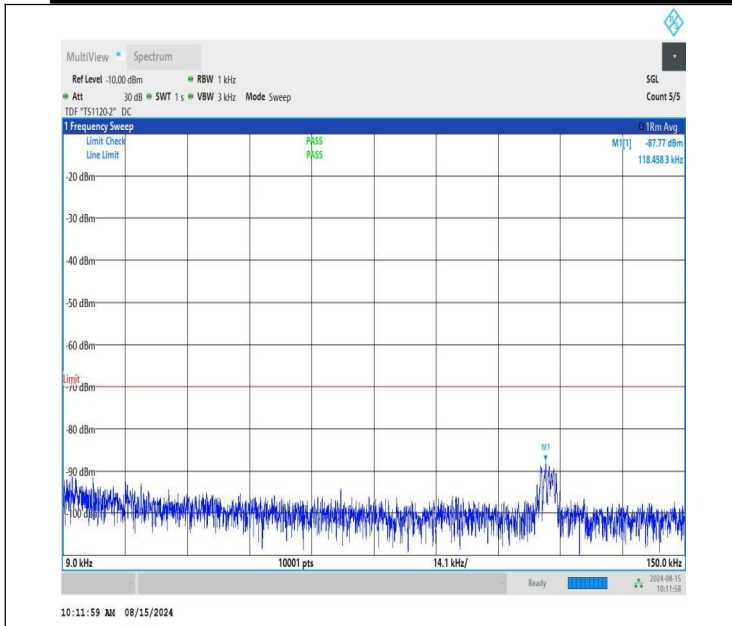 MultiView Spectrum
Ref Level -10.00 dBm RBW 1 kHz SGL
Att 30 dB SWT 1 s VBW 3 kHz Mode Sweep Count 5/5
TDF "TS1120-2" DC
1 Frequency Sweep 1Rm Avg
Limit Check PASS M1[1] -87.77 dBm
Line Limit PASS 118.458 3 kHz
-20 dBm
-30 dBm
-40 dBm
-50 dBm
-60 dBm
Limit
-70 dBm
-80 dBm
M1
-90 dBm
-100 dBm
9.0 kHz 10001 pts 14.1 kHz/ 150.0 kHz
Ready 2024-08-15
10:11:58
10:11:59 AM 08/15/2024